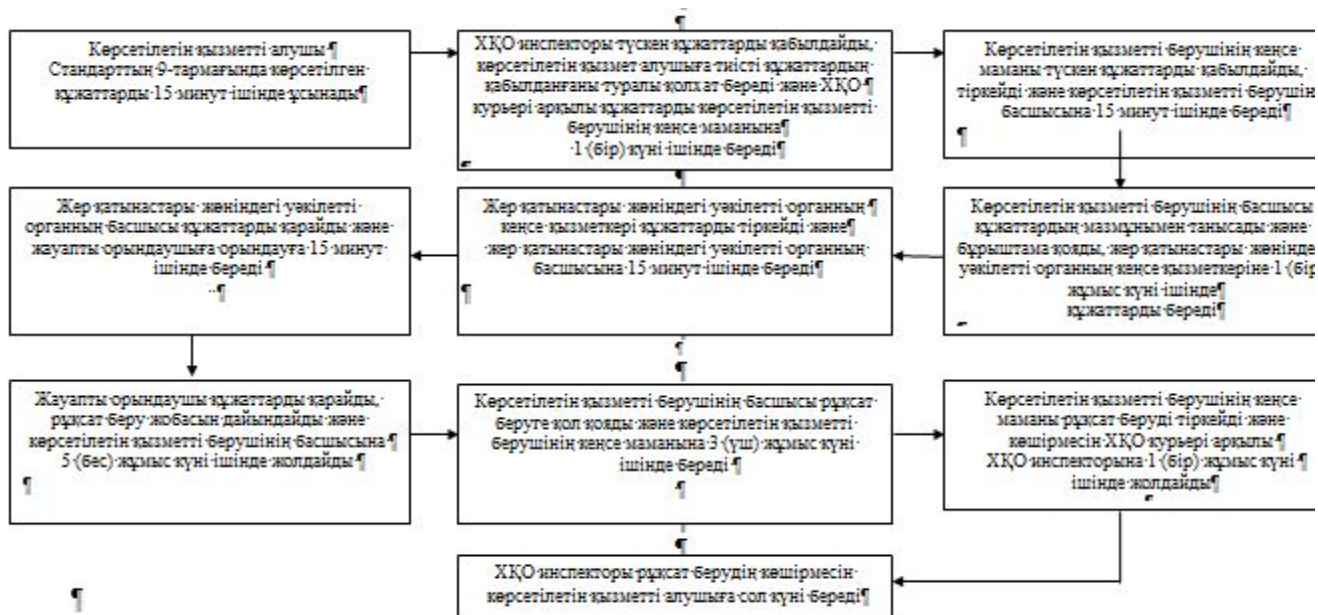 Көрсетілетін қызметті алушы
Стандарттың 9-тармағында көрсетілген
құжаттарды 15 минут ішінде ұсынады
ХҚО инспекторы түскен құжаттарды қабылдайды,
көрсетілетін қызмет алушыға тиісті құжаттардың
қабылданғаны туралы қолхат береді және ХҚО
курьері арқылы құжаттарды көрсетілетін қызметті
берушінің кеңсе маманына
1 (бір) күні ішінде береді
Көрсетілетін қызметті берушінің кеңсе
маманы түскен құжаттарды қабылдайды,
тіркейді және көрсетілетін қызметті берушін
басшысына 15 минут ішінде береді
Жер қатынастары жөніндегі уәкілетті
органның басшысы құжаттарды қарайды және
жауапты орындаушыға орындауға 15 минут
ішінде береді
Жер қатынастары жөніндегі уәкілетті органның
кеңсе қызметкері құжаттарды тіркейді және
жер қатынастары жөніндегі уәкілетті органның
басшысына 15 минут ішінде береді
Көрсетілетін қызметті берушінің басшысы
құжаттардың мазмұнымен танысады және
бұрыштама қояды, жер қатынастары жөнінде
уәкілетті органның кеңсе қызметкеріне 1 (бір
жұмыс күні ішінде
құжаттарды береді
Жауапты орындаушы құжаттарды қарайды,
рұқсат беру жобасын дайындайды және
көрсетілетін қызметті берушінің басшысына
5 (бес) жұмыс күні ішінде жолдайды
Көрсетілетін қызметті берушінің басшысы рұқсат
беруге қол қояды және көрсетілетін қызметті
берушінің кеңсе маманына 3 (үш) жұмыс күні
ішінде береді
Көрсетілетін қызметті берушінің кеңсе
маманы рұқсат беруді тіркейді және
көшірмесін ХҚО курьері арқылы
ХҚО инспекторына 1 (бір) жұмыс күні
ішінде жолдайды
ХҚО инспекторы рұқсат берудің көшірмесін
көрсетілетін қызметті алушыға сол күні береді